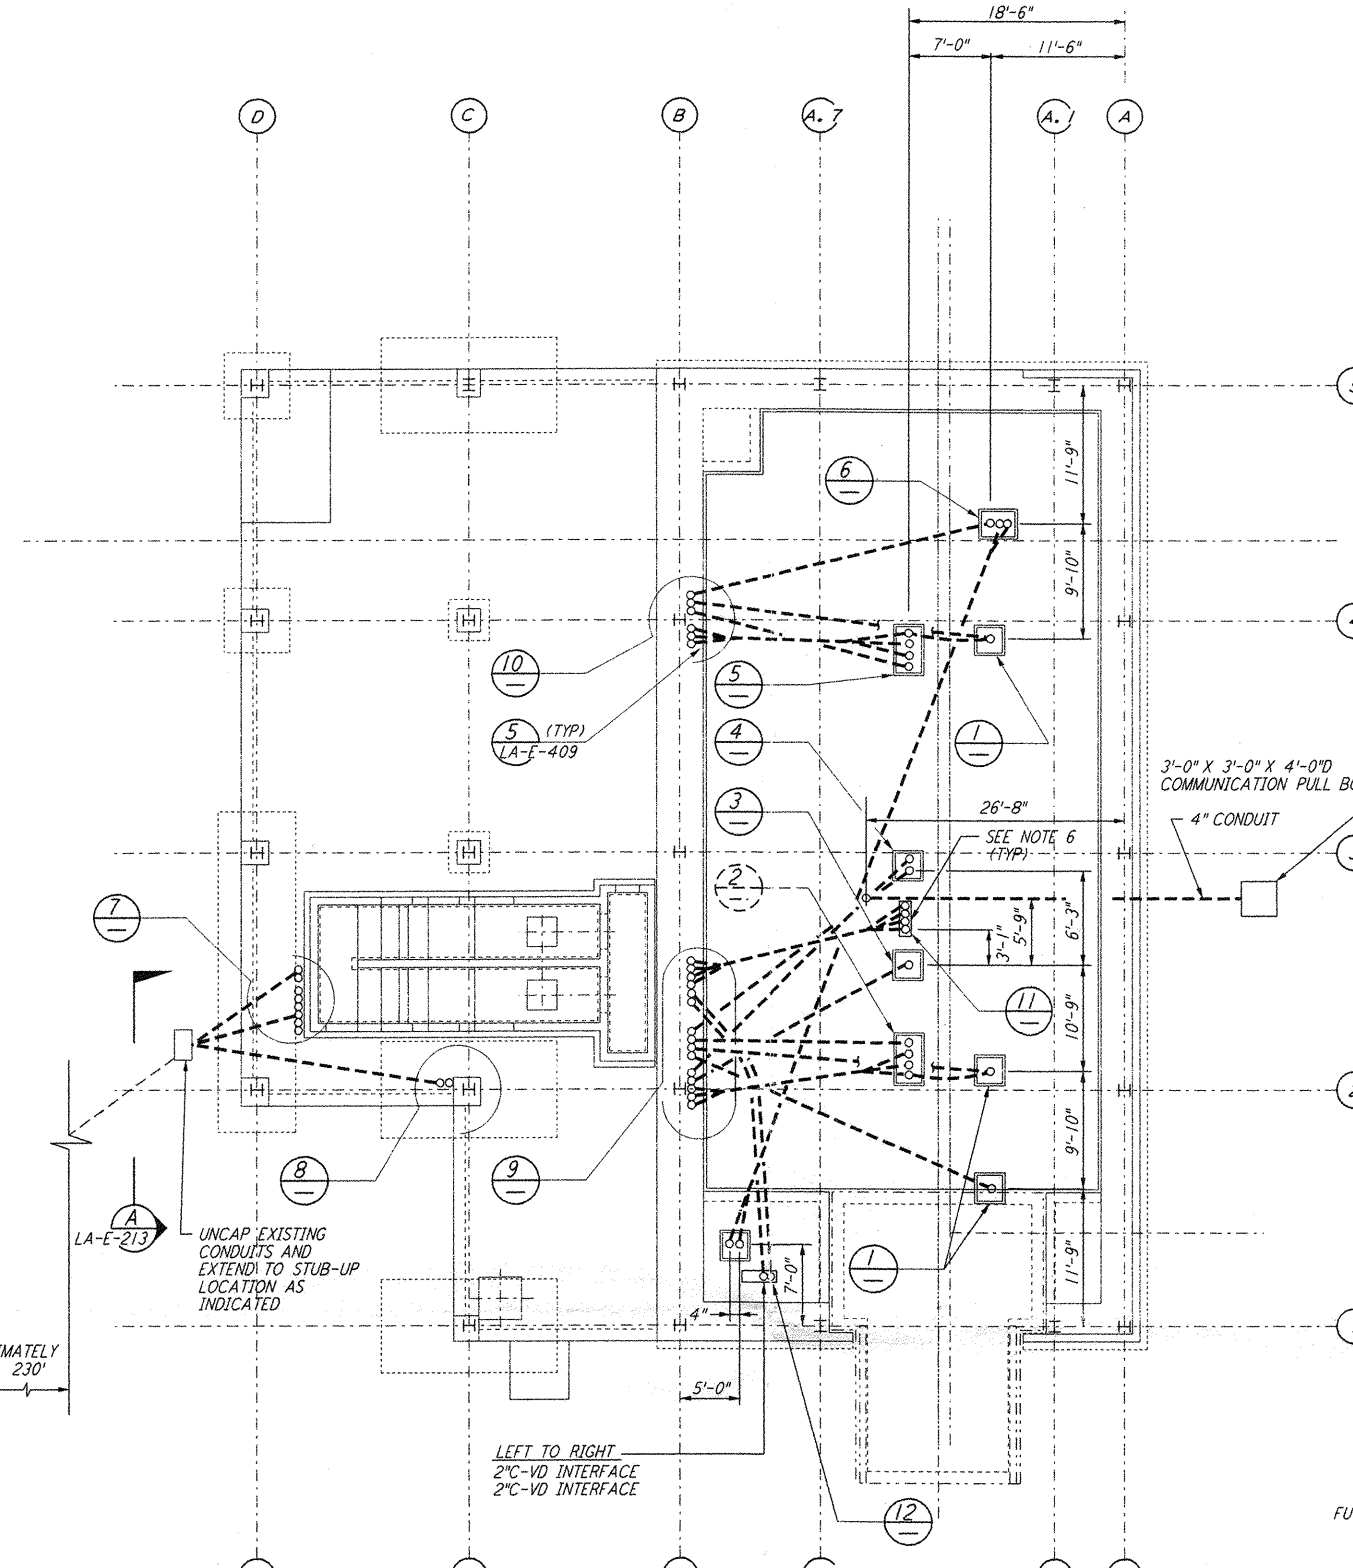 18'-6"
7'-0"
11'-6"
D
C
B
A.7
A.1
A
11'-9"
6
9'-10"
10
5
5
(TYP)
LA-E-409
4
1
3'-0" X 3'-0" X 4'-0"D
COMMUNICATION PULL
3
26'-8"
4" CONDUIT
SEE NOTE 6
(TYP)
2
7
3'-1"
5'-9"
6'-3"
11
10'-9"
9'-10"
8
9
A
LA-E-213
UNCAP EXISTING
CONDUITS AND
EXTEND TO STUB-UP
LOCATION AS
INDICATED
1
7'-0"
11'-9"
4"
230'
5'-0"
LEFT TO RIGHT
2"C-VD INTERFACE
2"C-VD INTERFACE
12